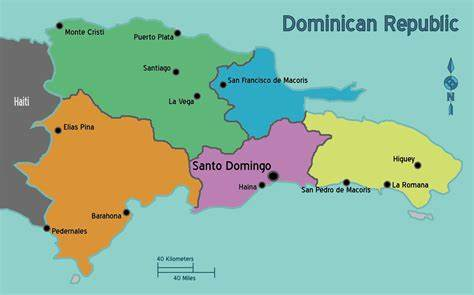 Dominican Republic
Monte Cristi
Puerto Plata
Santiago
San Francisco de Macoris
La Vega
Haiti
N
Elias Pina
Santo Domingo
Higuey
Haina
San Pedro de Macoris
La Romana
Barahona
Pedernales
40 Kilometers
40 Miles